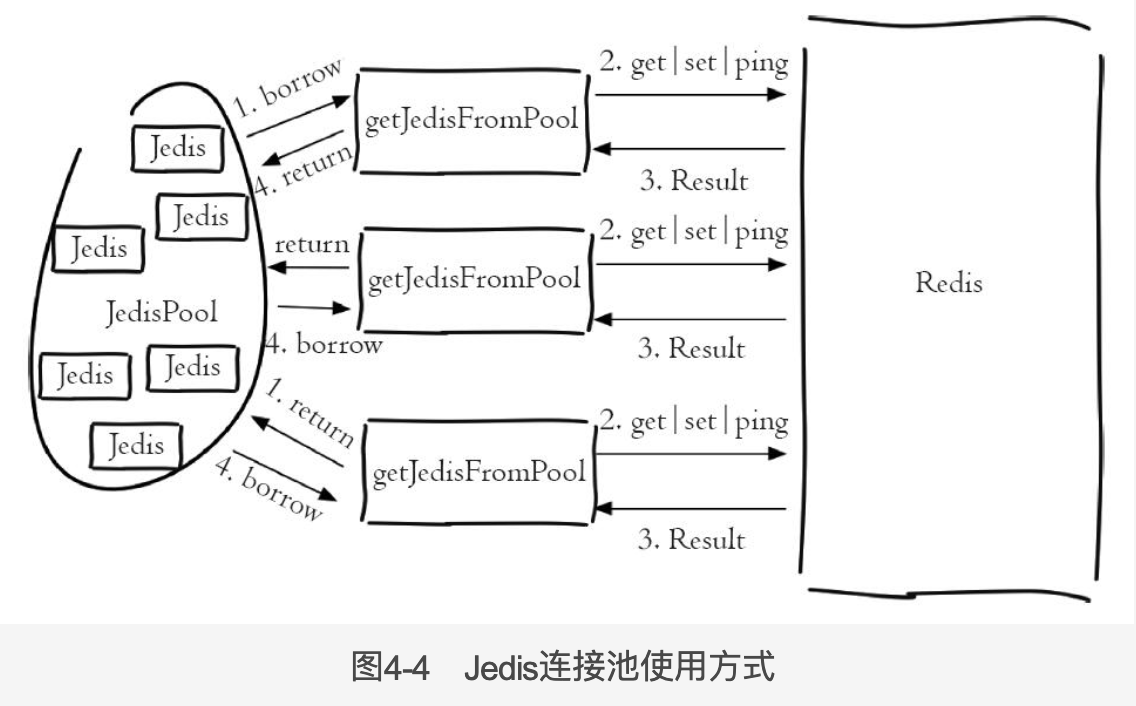 1. borrow
2. get|set|ping
getJedisFromPool
Jedis
4. return
3. Result
Jedis
Jedis
return
2. get|set|ping
getJedisFromPool
Redis
JedisPool
4. borrow
3. Result
Jedis
Jedis
Jedis
1. return
2. get|set|ping
getJedisFromPool
4. borrow
3. Result
图4-4 Jedis连接池使用方式